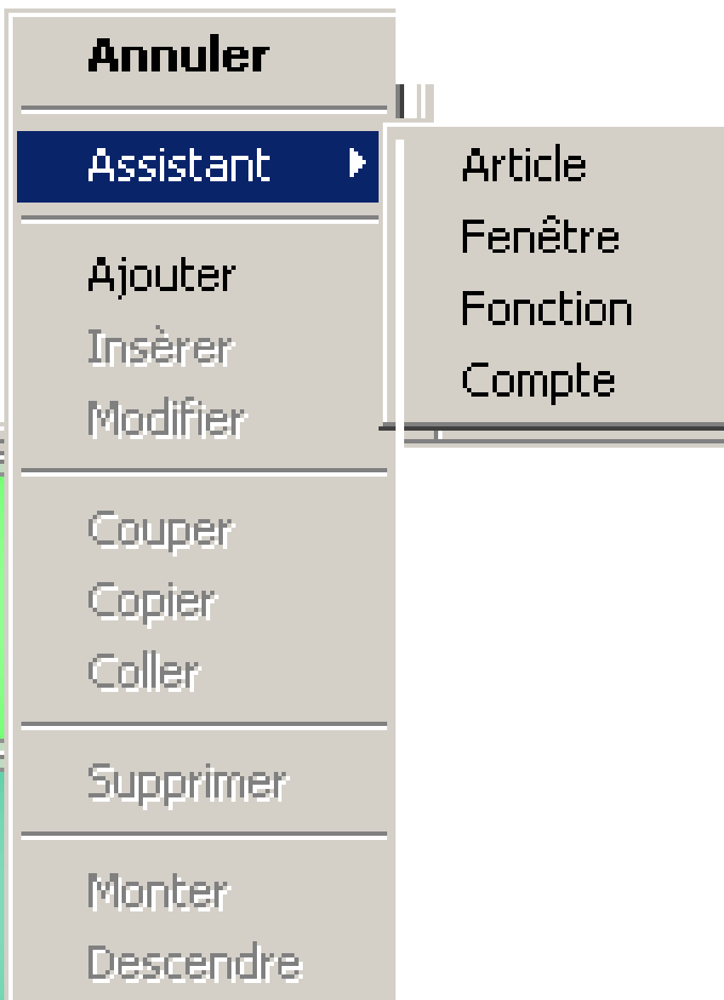 Annuler
Assistant
Article
Fenêtre
Fonction
Compte
Ajouter
Insèrer
Modifier
Couper
Copier
Coller
Supprimer
Monter
Descendre